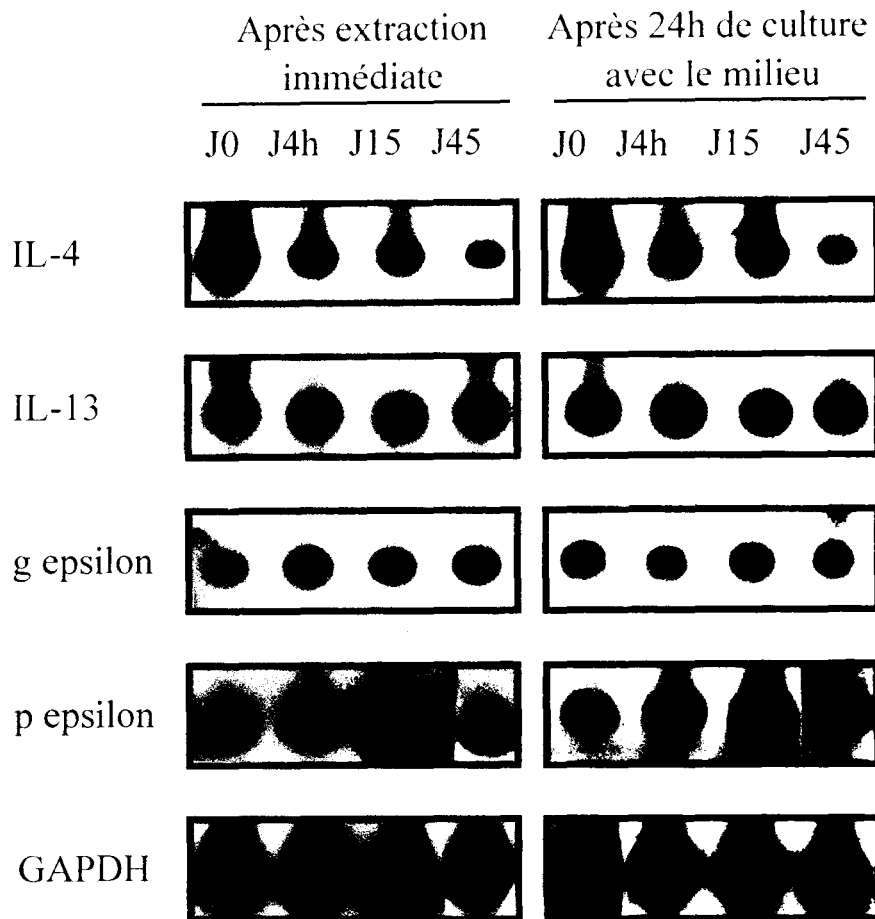 Après extraction
immédiate
Après 24h de culture
avec le milieu
J0 J4h J15 J45
J0 J4h J15 J45
IL-4
IL-13
g epsilon
p epsilon
GAPDH